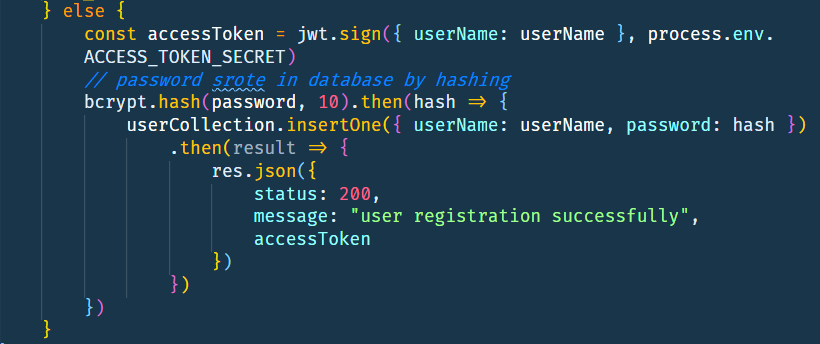 } else {
const accessToken = jwt.sign({ userName: userName }, process.env.
ACCESS_TOKEN_SECRET)
// password srote in database by hashing
bcrypt.hash(password, 10).then(hash => {
userCollection.insertOne({ userName: userName, password: hash })
.then(result => {
res.json({
status: 200,
message: "user registration successfully",
accessToken
})
})
})
}